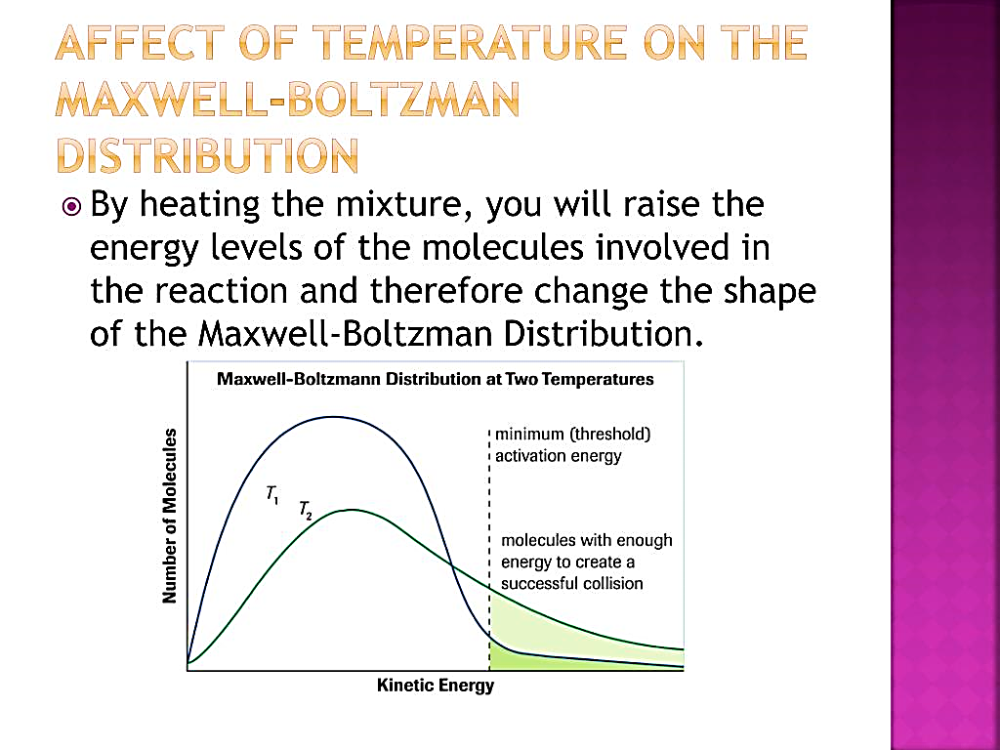 AFFECT OF TEMPERATURE ON THE
MAXWELL-BOLTZMAN
DISTRIBUTION
By heating the mixture, you will raise the
energy levels of the molecules involved in
the reaction and therefore change the shape
of the Maxwell-Boltzman Distribution.
Maxwell-Boltzmann Distribution at Two Temperatures
minimum (threshold)
activation energy
T1
T2
molecules with enough
energy to create a
successful collision
Number of Molecules
Kinetic Energy